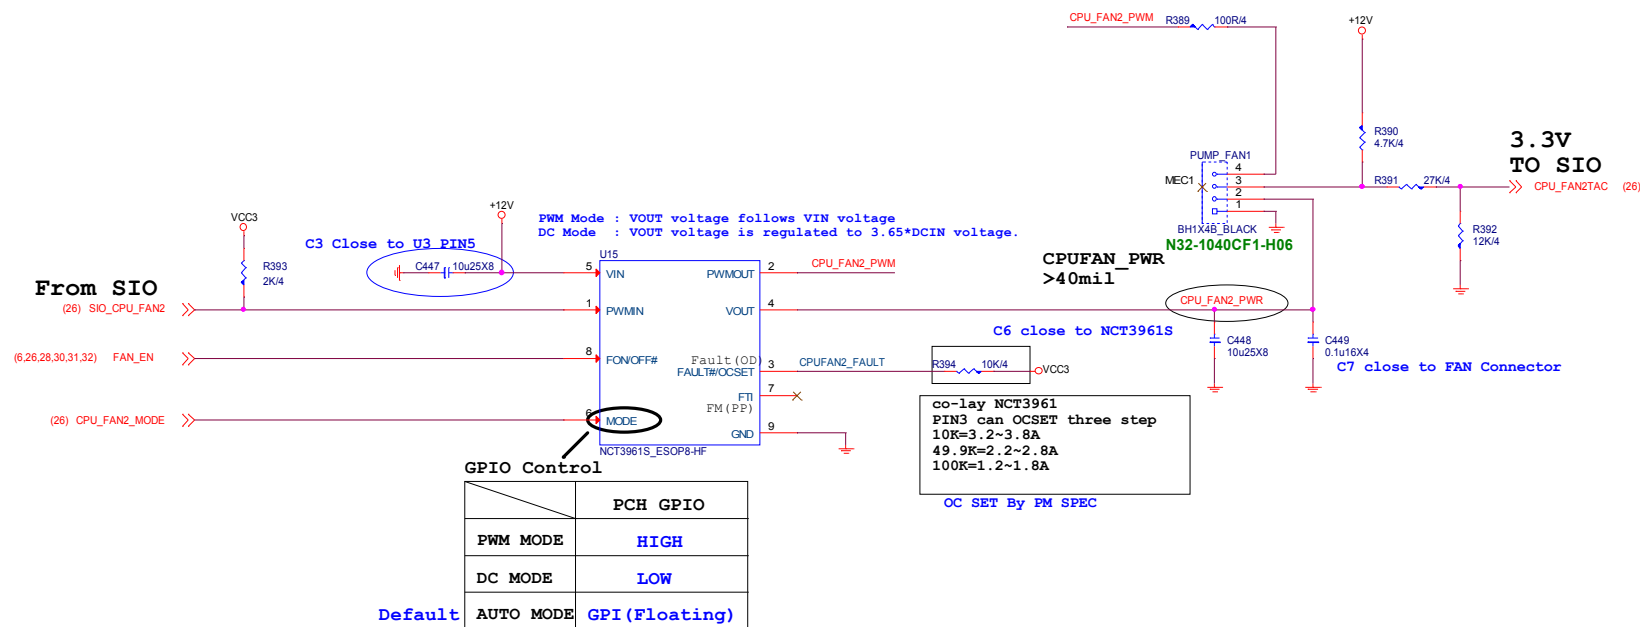 CPU_FAN2_PWM
R389
100R/4
+12V
R390
4.7K/4
3.3V
TO SIO
PUMP_FAN1
MEC1
4
3
2
1
R391
27K/4
CPU_FAN2TAC
(26)
BH1X4B_BLACK
N32-1040CF1-H06
R392
12K/4
VCC3
+12V
PWM Mode : VOUT voltage follows VIN voltage
DC Mode : VOUT voltage is regulated to 3.65*DCIN voltage.
C3 Close to U3 PIN5
R393
2K/4
C447
10u25X8
U15
5
VIN
PWMOUT
2
CPU_FAN2_PWM
CPUFAN_PWR
>40mil
From SIO
(26) SIO_CPU_FAN2
1
PWMIN
VOUT
4
CPU_FAN2_PWR
C6 close to NCT3961S
C448
10u25X8
C449
0.1u16X4
C7 close to FAN Connector
(6,26,28,30,31,32) FAN_EN
8
FON/OFF#
Fault(OD)
FAULT#/OCSET
3
CPUFAN2_FAULT
R394
10K/4
VCC3
FTI
7
FM(PP)
(26) CPU_FAN2_MODE
6
MODE
GND
9
NCT3961S_ESOP8-HF
co-lay NCT3961
PIN3 can OCSET three step
10K=3.2~3.8A
49.9K=2.2~2.8A
100K=1.2~1.8A
OC SET By PM SPEC
GPIO Control
PCH GPIO
PWM MODE HIGH
DC MODE LOW
Default AUTO MODE GPI(Floating)